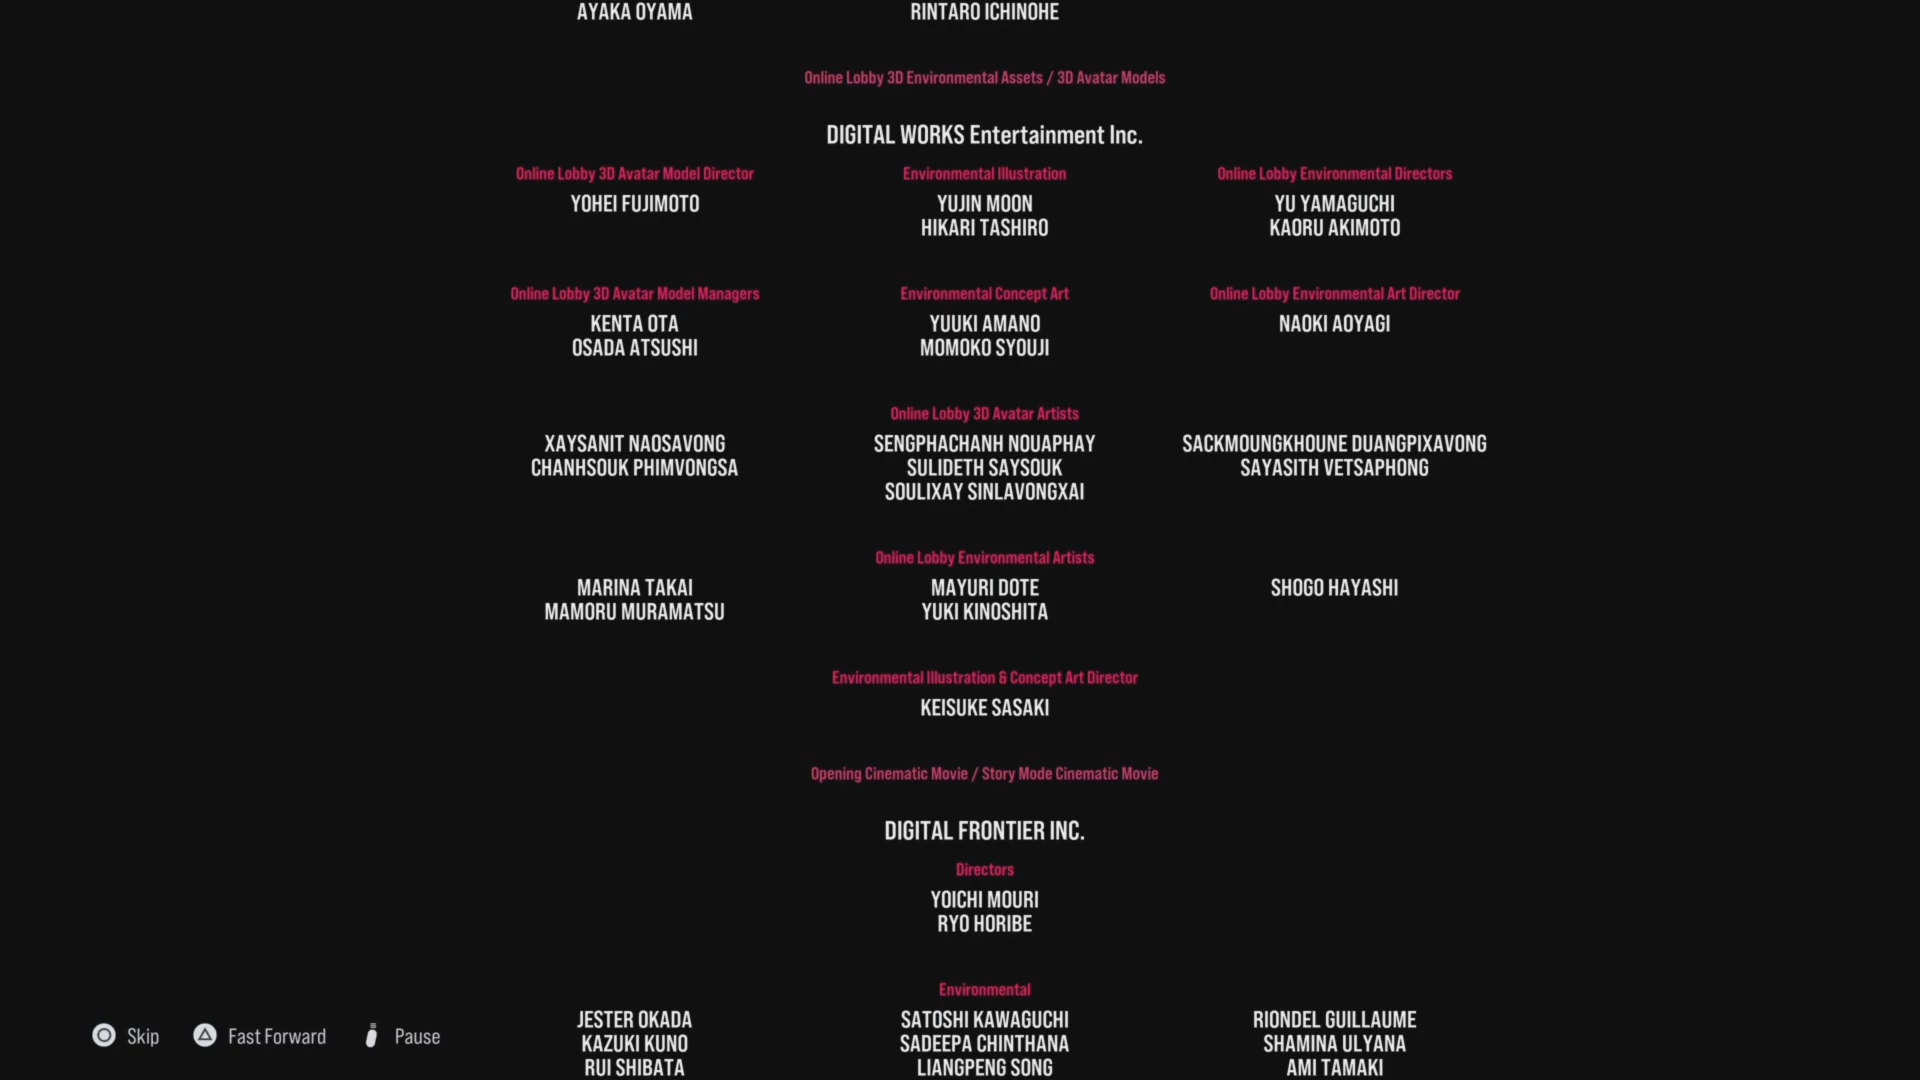 AYAKA OYAMA
RINTARO ICHINOHE
Online Lobby 3D Environmental Assets / 3D Avatar Models
DIGITAL WORKS Entertainment Inc.
Online Lobby 3D Avatar Model Director
YOHEI FUJIMOTO
Environmental Illustration
YUJIN MOON
HIKARI TASHIRO
Online Lobby Environmental Directors
YU YAMAGUCHI
KAORU AKIMOTO
Online Lobby 3D Avatar Model Managers
KENTA OTA
OSADA ATSUSHI
Environmental Concept Art
YUUKI AMANO
MOMOKO SYOUJI
Online Lobby Environmental Art Director
NAOKI AOYAGI
Online Lobby 3D Avatar Artists
XAYSANIT NAOSAVONG
CHANHSOUK PHIMVONGSA
SENGPHACHANH NOUAPHAY
SULIDETH SAYSOUK
SOULIXAY SINLAVONGXAI
SACKMOUNGKHOUNE DUANGPIXAVONG
SAYASITH VETSAPHONG
Online Lobby Environmental Artists
MARINA TAKAI
MAMORU MURAMATSU
MAYURI DOTE
YUKI KINOSHITA
SHOGO HAYASHI
Environmental Illustration & Concept Art Director
KEISUKE SASAKI
Opening Cinematic Movie / Story Mode Cinematic Movie
DIGITAL FRONTIER INC.
Directors
YOICHI MOURI
RYO HORIBE
Environmental
JESTER OKADA
KAZUKI KUNO
RUI SHIBATA
SATOSHI KAWAGUCHI
SADEEPA CHINTHANA
LIANGPENG SONG
RIONDEL GUILLAUME
SHAMINA ULYANA
AMI TAMAKI
Skip
Fast Forward
Pause